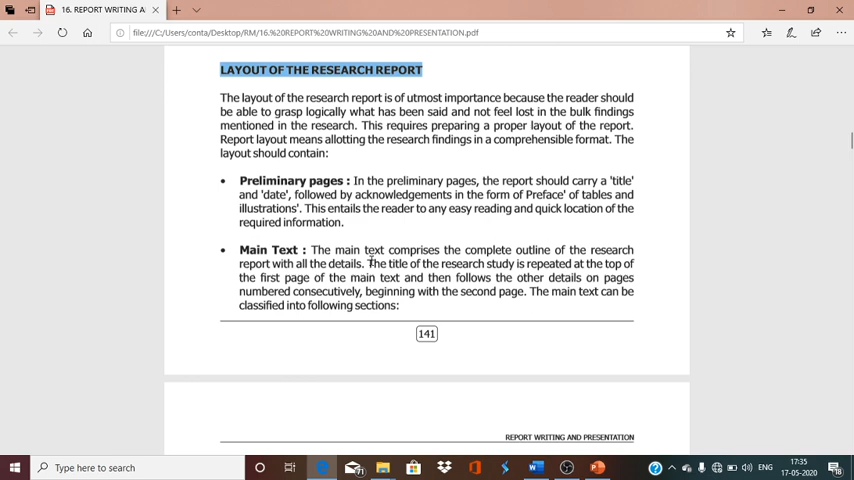 16. REPORT WRITING A
file:///C:/Users/conta/Desktop/RM/16.%20REPORT%20WRITING%20AND%20PRESENTATION.pdf
LAYOUT OF THE RESEARCH REPORT
The layout of the research report is of utmost importance because the reader should
be able to grasp logically what has been said and not feel lost in the bulk findings
mentioned in the research. This requires preparing a proper layout of the report.
Report layout means allotting the research findings in a comprehensible format. The
layout should contain:
• Preliminary pages : In the preliminary pages, the report should carry a 'title'
and 'date', followed by acknowledgements in the form of Preface' of tables and
illustrations'. This entails the reader to any easy reading and quick location of the
required information.
• Main Text : The main text comprises the complete outline of the research
report with all the details. The title of the research study is repeated at the top of
the first page of the main text and then follows the other details on pages
numbered consecutively, beginning with the second page. The main text can be
classified into following sections:
141
REPORT WRITING AND PRESENTATION
Type here to search
71
ENG
17:35
17-05-2020
18